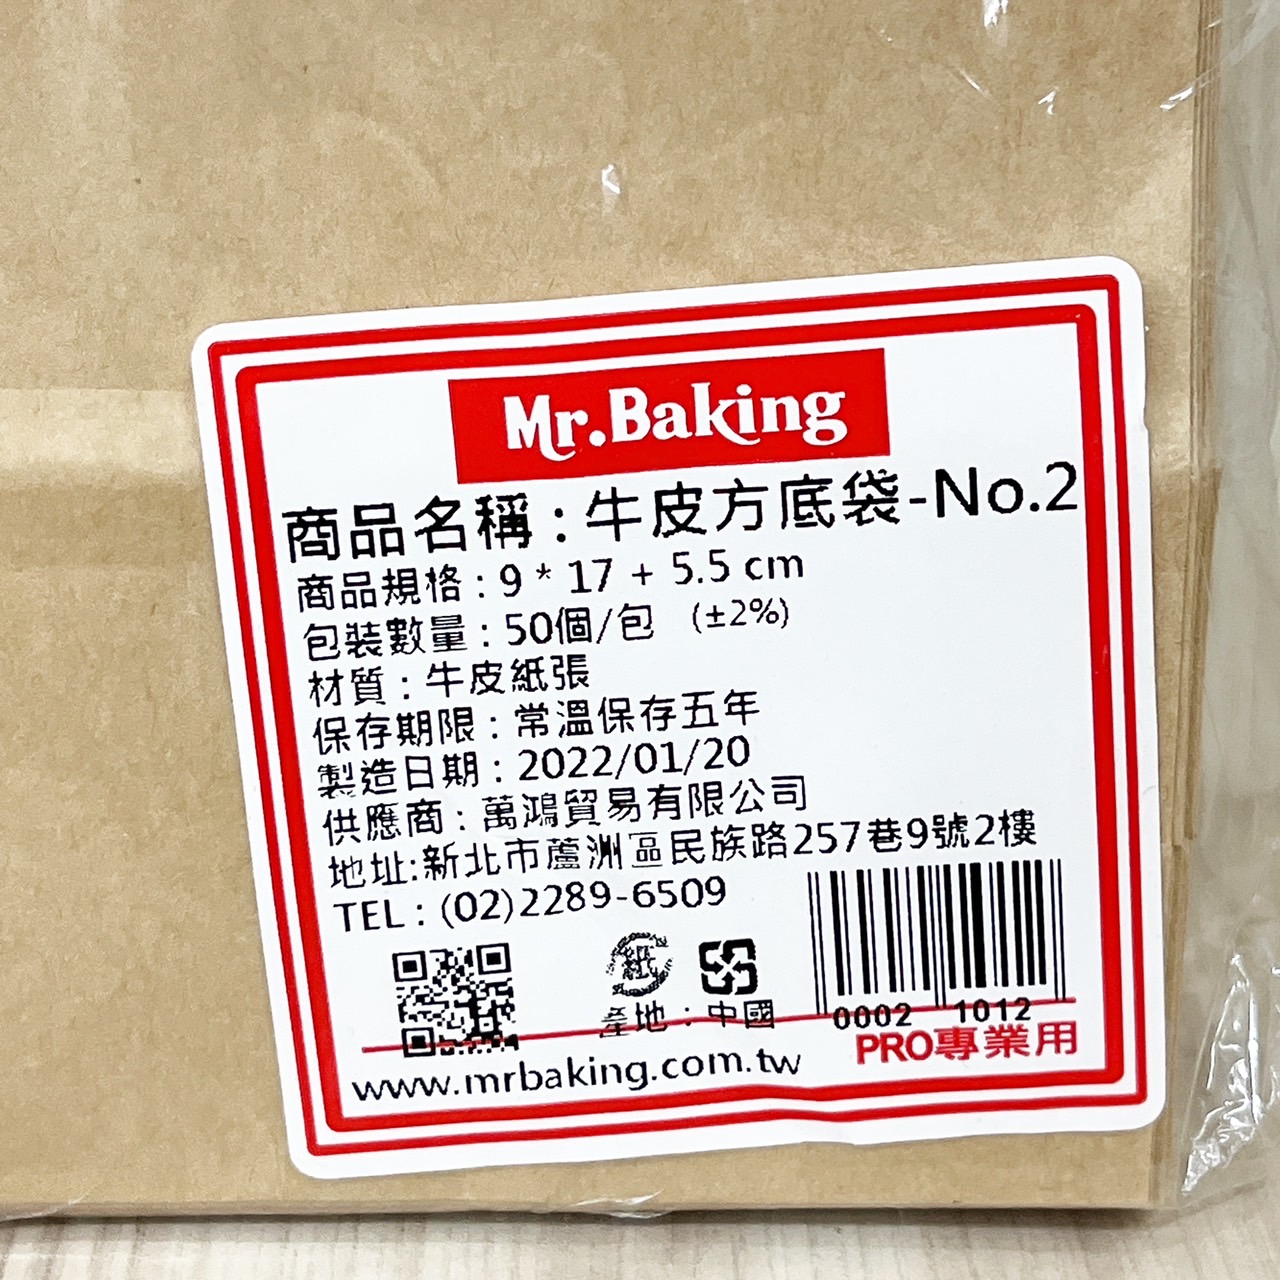 Mr.Baking
商品名稱：牛皮方底袋-No.2
商品規格：9 * 17 + 5.5 cm
包裝數量：50個/包 (±2%)
材質：牛皮紙張
保存期限：常溫保存五年
製造日期：2022/01/20
供應商：萬鴻貿易有限公司
地址:新北市蘆洲區民族路257巷9號2樓
TEL：(02)2289-6509
紙
產地：中國
0002 1012
PRO專業用
www.mrbaking.com.tw